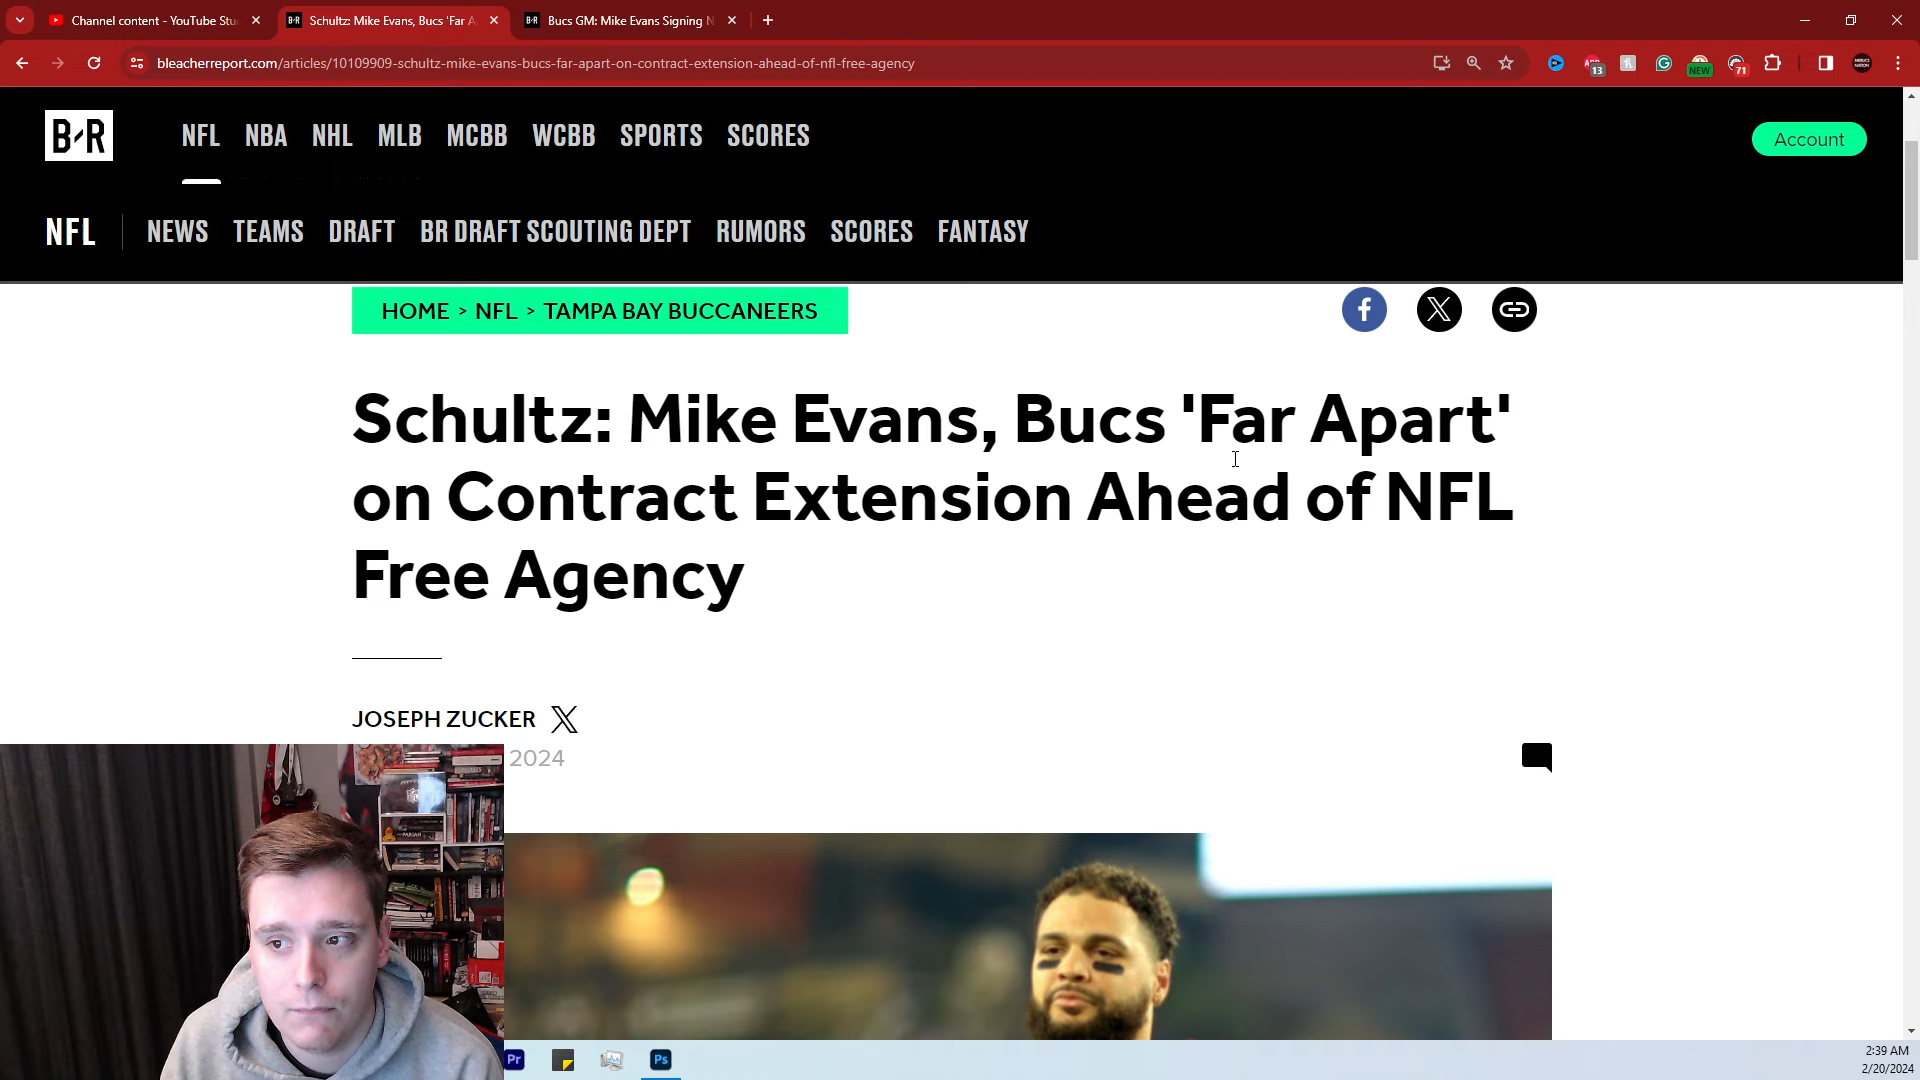 Channel content - YouTube Stu
Schultz: Mike Evans, Bucs 'Far A
Bucs GM: Mike Evans Signing N
bleacherreport.com/articles/10109909-schultz-mike-evans-bucs-far-apart-on-contract-extension-ahead-of-nfl-free-agency
13
NEW
71
B/R
NFL NBA NHL MLB MCBB WCBB SPORTS SCORES
Account
NFL NEWS TEAMS DRAFT BR DRAFT SCOUTING DEPT RUMORS SCORES FANTASY
HOME > NFL > TAMPA BAY BUCCANEERS
Schultz: Mike Evans, Bucs 'Far Apart'
on Contract Extension Ahead of NFL
Free Agency
JOSEPH ZUCKER
2024
Pr
Ps
2:39 AM
2/20/2024